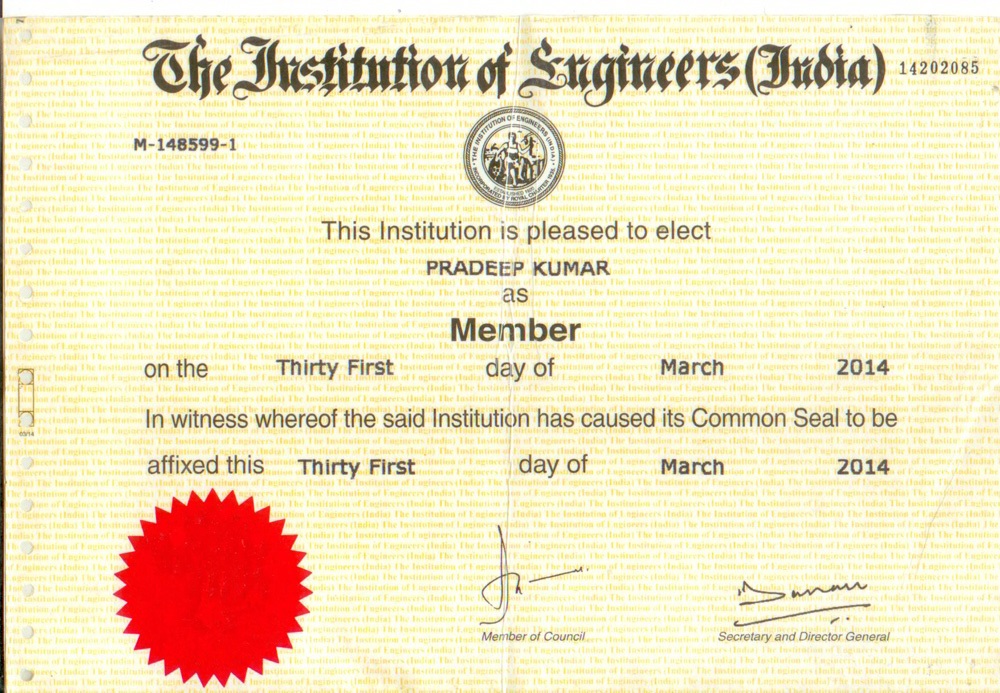 The Institution of Engineers (India) 14202085
M-148599-1
THE INSTITUTION OF ENGINEERS (INDIA)
INCORPORATED BY ROYAL CHARTER 1935
ESTABLISHED 1920
This Institution is pleased to elect
PRADEEP KUMAR
as
Member
on the Thirty First day of March 2014
In witness whereof the said Institution has caused its Common Seal to be
affixed this Thirty First day of March 2014
03/14
Member of Council
Secretary and Director General